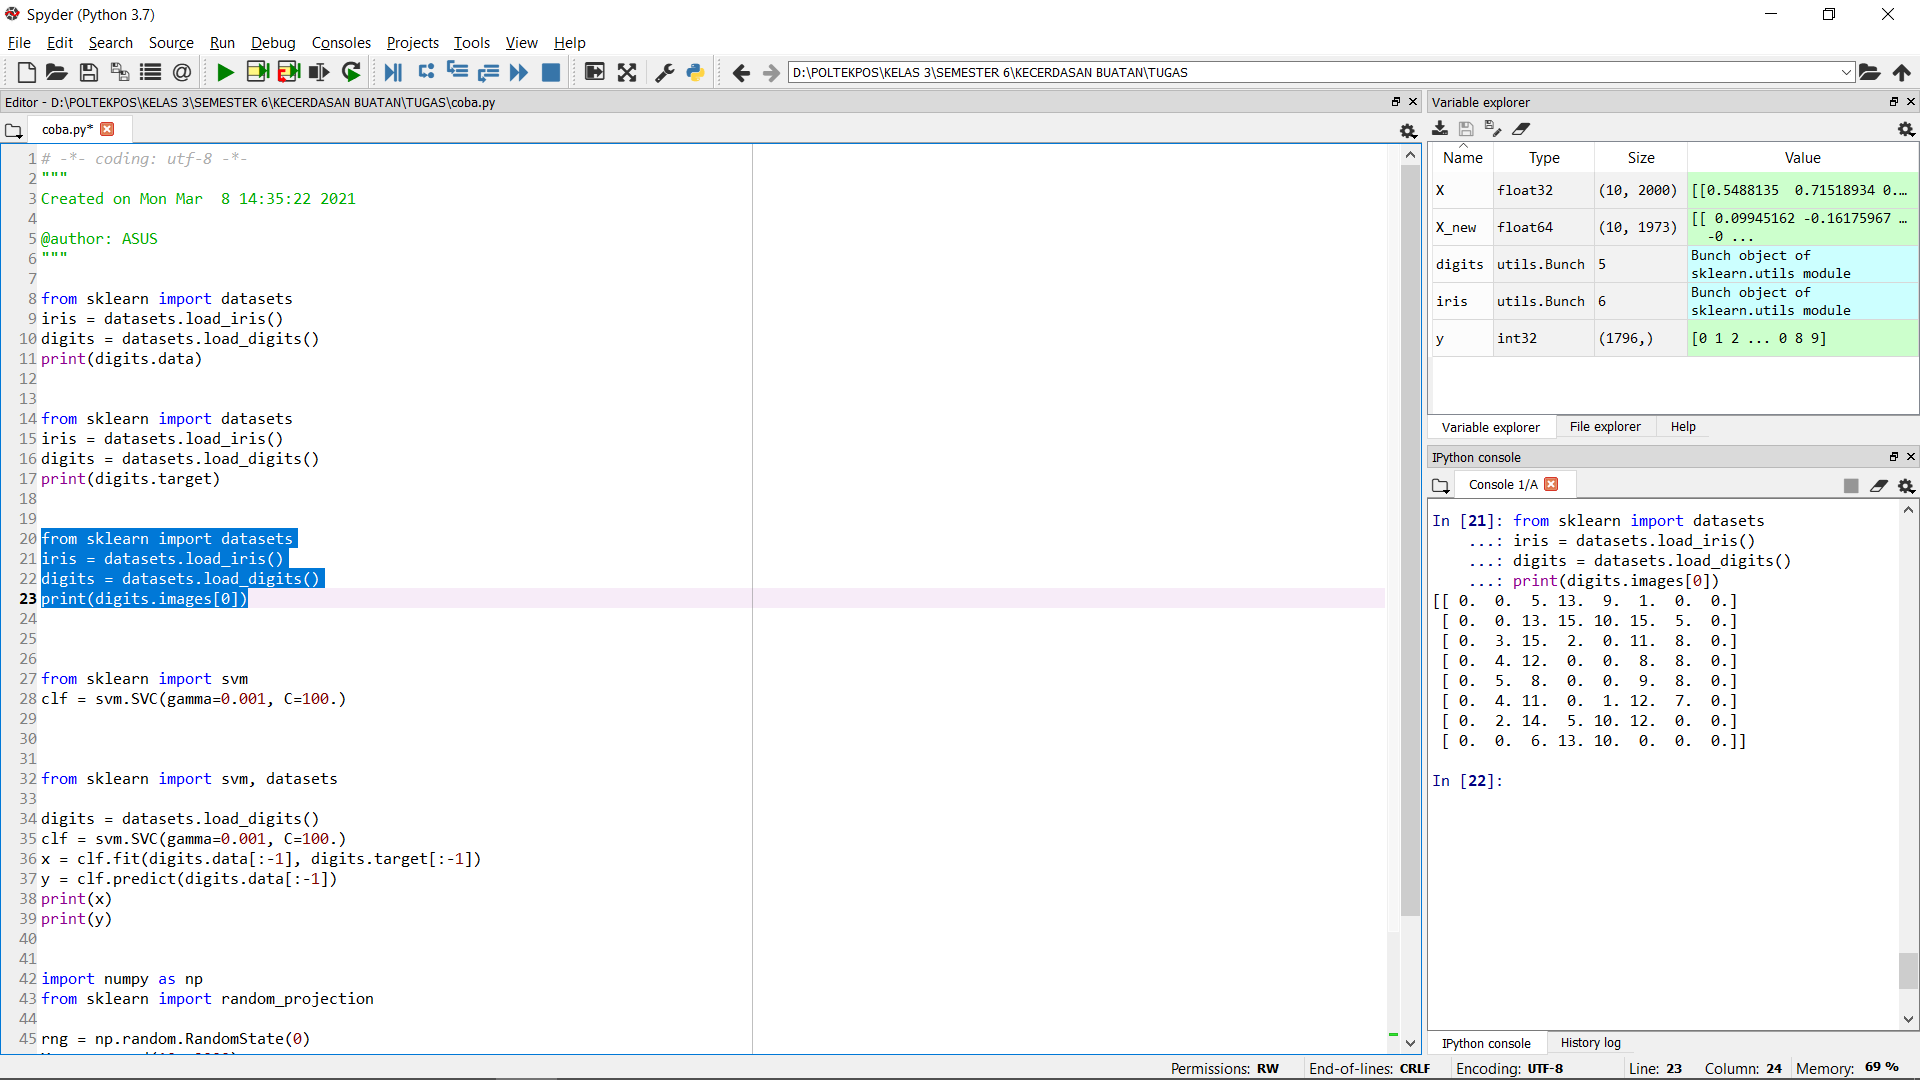 Spyder (Python 3.7)
File Edit Search Source Run Debug Consoles Projects Tools View Help
D:\POLTEKPOS\KELAS 3\SEMESTER 6\KECERDASAN BUATAN\TUGAS
Editor - D:\POLTEKPOS\KELAS 3\SEMESTER 6\KECERDASAN BUATAN\TUGAS\coba.py
coba.py*
1 # -*- coding: utf-8 -*-
2 """
3 Created on Mon Mar  8 14:35:22 2021
4
5 @author: ASUS
6 """
7
8 from sklearn import datasets
9 iris = datasets.load_iris()
10 digits = datasets.load_digits()
11 print(digits.data)
12
13
14 from sklearn import datasets
15 iris = datasets.load_iris()
16 digits = datasets.load_digits()
17 print(digits.target)
18
19
20 from sklearn import datasets
21 iris = datasets.load_iris()
22 digits = datasets.load_digits()
23 print(digits.images[0])
24
25
26
27 from sklearn import svm
28 clf = svm.SVC(gamma=0.001, C=100.)
29
30
31
32 from sklearn import svm, datasets
33
34 digits = datasets.load_digits()
35 clf = svm.SVC(gamma=0.001, C=100.)
36 x = clf.fit(digits.data[:-1], digits.target[:-1])
37 y = clf.predict(digits.data[:-1])
38 print(x)
39 print(y)
40
41
42 import numpy as np
43 from sklearn import random_projection
44
45 rng = np.random.RandomState(0)
Variable explorer
Name Type Size Value
X float32 (10, 2000) [[0.5488135  0.71518934 0.…
X_new float64 (10, 1973) [[ 0.09945162 -0.16175967 …
-0 ...
digits utils.Bunch 5 Bunch object of
sklearn.utils module
iris utils.Bunch 6 Bunch object of
sklearn.utils module
y int32 (1796,) [0 1 2 ... 0 8 9]
Variable explorer File explorer Help
IPython console
Console 1/A
In [21]: from sklearn import datasets
...: iris = datasets.load_iris()
...: digits = datasets.load_digits()
...: print(digits.images[0])
[[ 0.  0.  5. 13.  9.  1.  0.  0.]
[ 0.  0. 13. 15. 10. 15.  5.  0.]
[ 0.  3. 15.  2.  0. 11.  8.  0.]
[ 0.  4. 12.  0.  0.  8.  8.  0.]
[ 0.  5.  8.  0.  0.  9.  8.  0.]
[ 0.  4. 11.  0.  1. 12.  7.  0.]
[ 0.  2. 14.  5. 10. 12.  0.  0.]
[ 0.  0.  6. 13. 10.  0.  0.  0.]]
In [22]:
IPython console History log
Permissions: RW End-of-lines: CRLF Encoding: UTF-8 Line: 23 Column: 24 Memory: 69 %